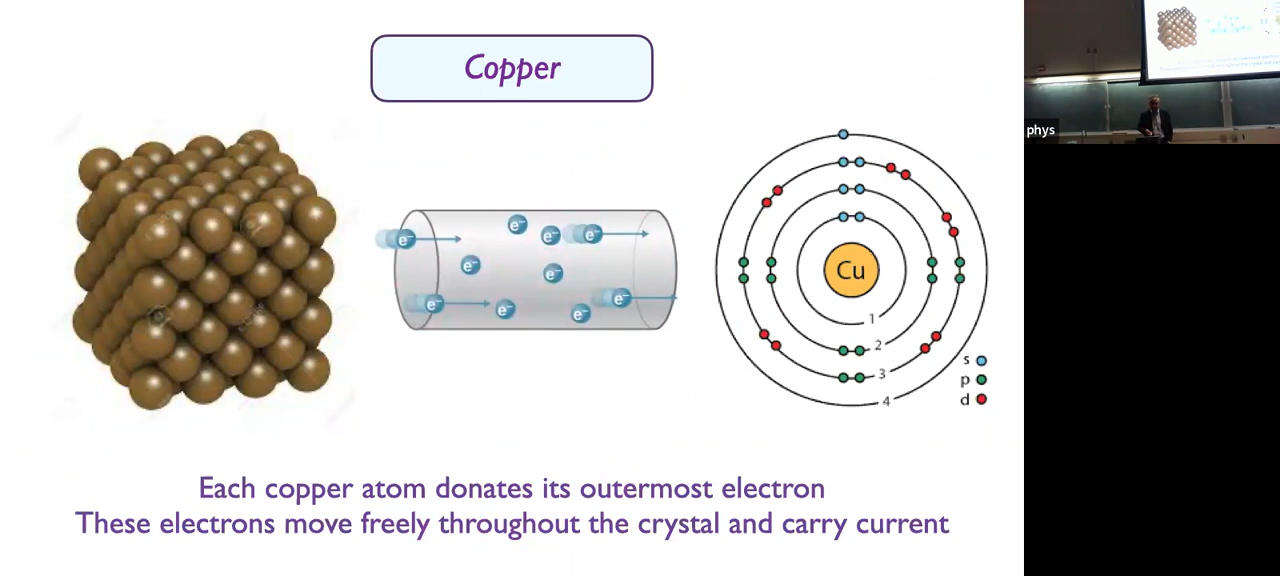 Copper
phys
e⁻
e⁻
e⁻
e⁻
e⁻
e⁻
e⁻
e⁻
e⁻
e⁻
Cu
1
2
3
4
s
p
d
Each copper atom donates its outermost electron
These electrons move freely throughout the crystal and carry current